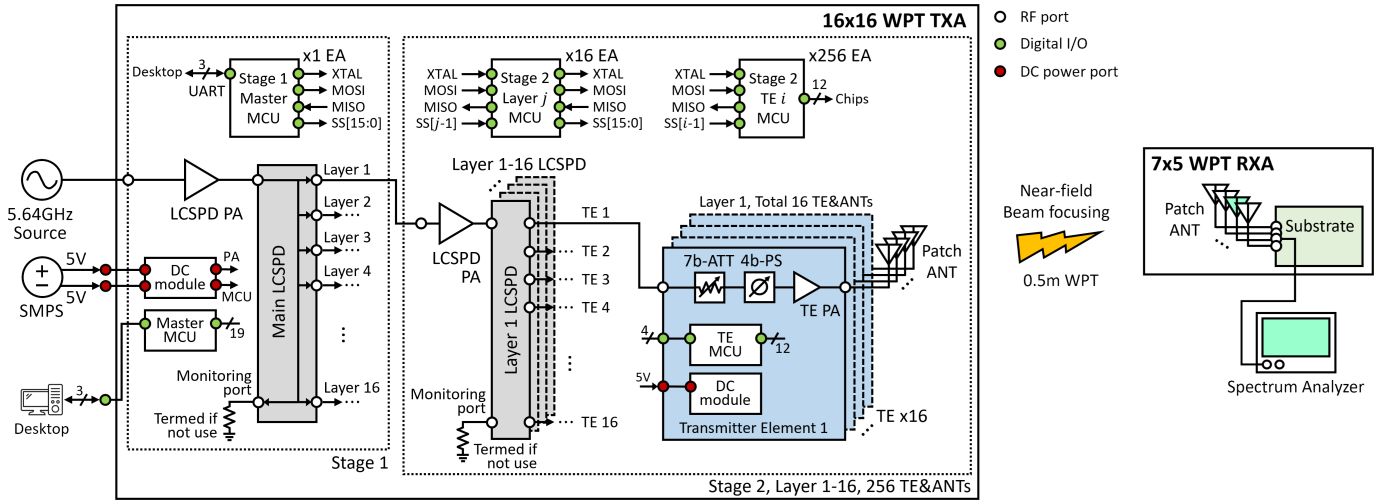 16x16 WPT TXA
RF port
Digital I/O
DC power port
x1 EA
Desktop
3
UART
Stage 1
Master
MCU
XTAL
MOSI
MISO
SS[15:0]
x16 EA
XTAL
MOSI
MISO
SS[j-1]
Stage 2
Layer j
MCU
XTAL
MOSI
MISO
SS[15:0]
x256 EA
XTAL
MOSI
MISO
SS[i-1]
Stage 2
TE i
MCU
12
Chips
5.64GHz
Source
LCSPD PA
Main LCSPD
Layer 1
Layer 2
Layer 3
Layer 4
Layer 16
5V
5V
SMPS
DC
module
PA
MCU
Master
MCU
19
3
Desktop
Monitoring
port
Termed if
not use
Stage 1
Layer 1-16 LCSPD
LCSPD
PA
Layer 1 LCSPD
TE 1
TE 2
TE 3
TE 4
TE 16
Monitoring
port
Termed if
not use
Layer 1, Total 16 TE&ANTs
7b-ATT
4b-PS
TE PA
4
TE
MCU
12
5V
DC
module
Transmitter Element 1
TE x16
Patch
ANT
Stage 2, Layer 1-16, 256 TE&ANTs
Near-field
Beam focusing
0.5m WPT
7x5 WPT RXA
Patch
ANT
Substrate
Spectrum Analyzer